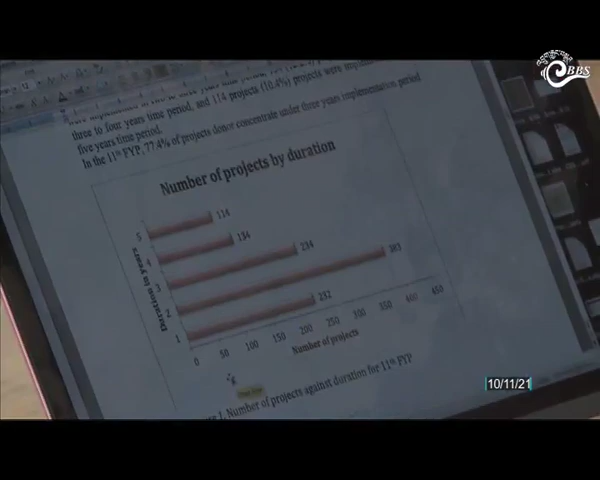 BBS
three to four years time period, and 114 projects (10.4%) projects were
five years time period.
In the 11th FYP, 77.4% of projects donor concentrate under three years implementation period
Number of projects by duration
Duration in years
5
114
4
134
3
234
2
383
1
232
0 50 100 150 200 250 300 350 400 450
Number of projects
1. Number of projects against duration for 11th FYP
10/11/21